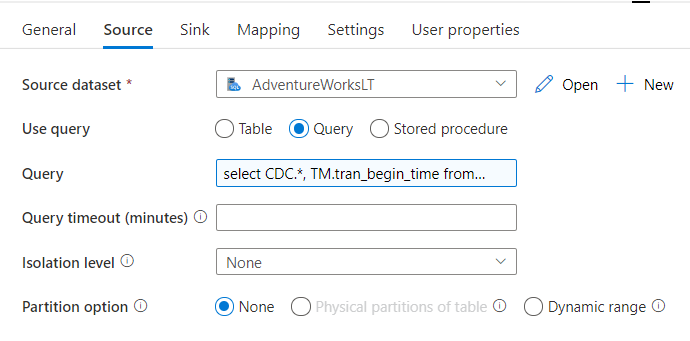 General Source Sink Mapping Settings User properties
Source dataset * AdventureWorksLT Open New
Use query Table Query Stored procedure
Query select CDC.*, TM.tran_begin_time from...
Query timeout (minutes)
Isolation level None
Partition option None Physical partitions of table Dynamic range